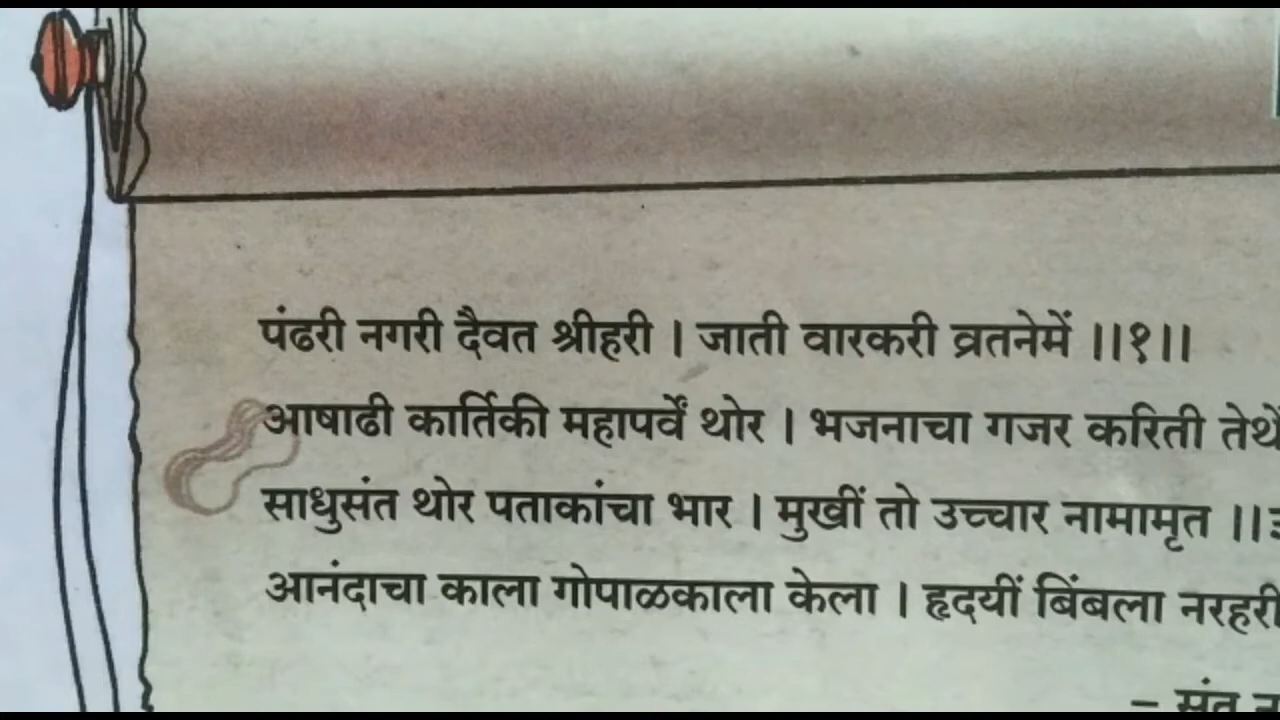 पंढरी नगरी दैवत श्रीहरी । जाती वारकरी व्रतनेमें ।।१।।
आषाढी कार्तिकी महापर्वें थोर । भजनाचा गजर करिती तेथें
साधुसंत थोर पताकांचा भार । मुखीं तो उच्चार नामामृत ।।
आनंदाचा काला गोपाळकाला केला । हृदयीं बिंबला नरहरी
– संत